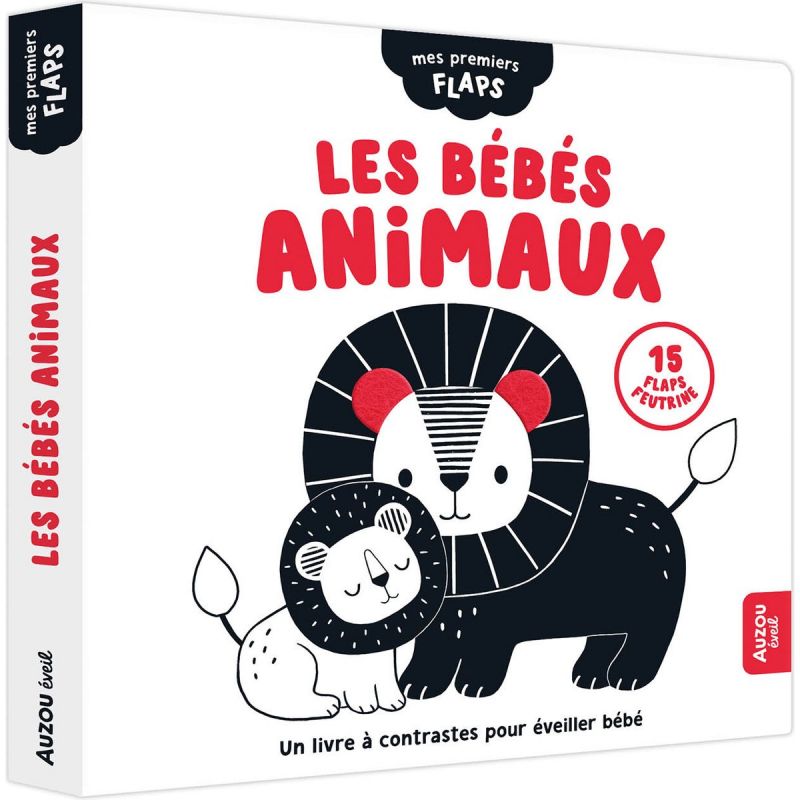 mes premiers
FLAPS
LES BÉBÉS ANiMAUX
AUZOU éveil
mes premiers
FLAPS
LES BÉBÉS
ANiMAUX
15
FLAPS
FEUTRINE
AUZOU
éveil
Un livre à contrastes pour éveiller bébé